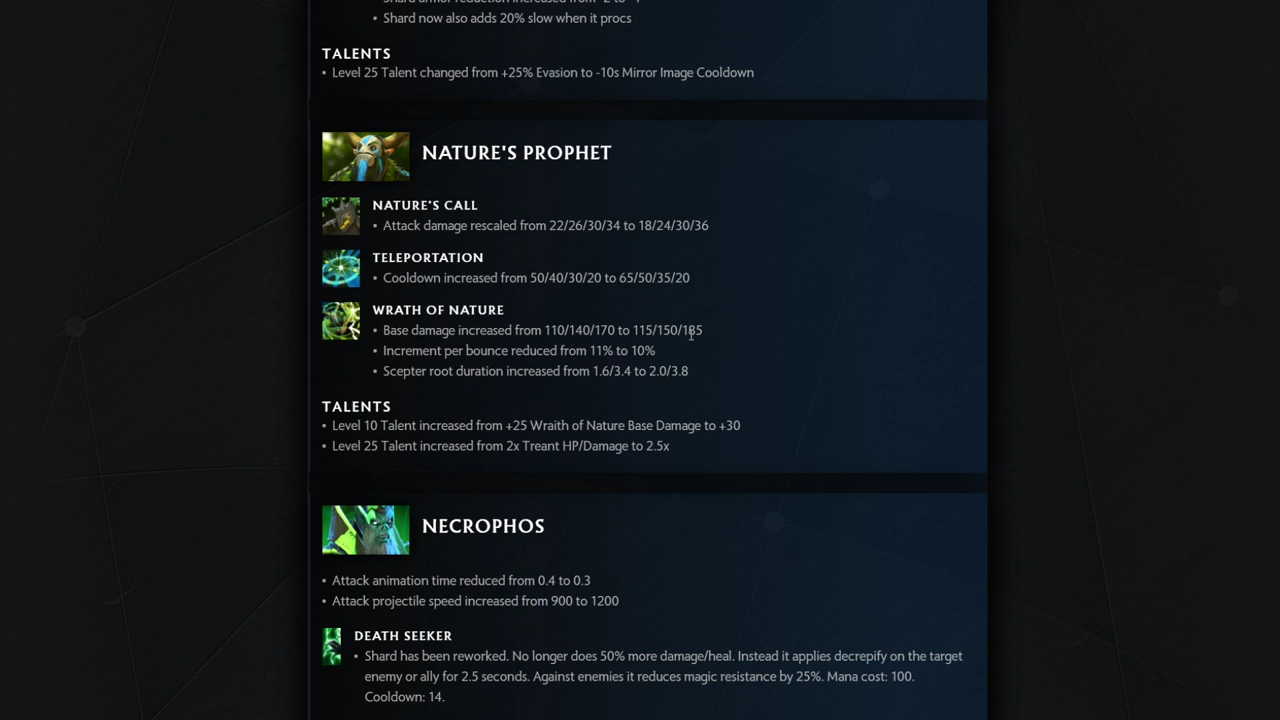 • Shard now also adds 20% slow when it procs
TALENTS
• Level 25 Talent changed from +25% Evasion to -10s Mirror Image Cooldown
NATURE'S PROPHET
NATURE'S CALL
• Attack damage rescaled from 22/26/30/34 to 18/24/30/36
TELEPORTATION
• Cooldown increased from 50/40/30/20 to 65/50/35/20
WRATH OF NATURE
• Base damage increased from 110/140/170 to 115/150/185
• Increment per bounce reduced from 11% to 10%
• Scepter root duration increased from 1.6/3.4 to 2.0/3.8
TALENTS
• Level 10 Talent increased from +25 Wraith of Nature Base Damage to +30
• Level 25 Talent increased from 2x Treant HP/Damage to 2.5x
NECROPHOS
• Attack animation time reduced from 0.4 to 0.3
• Attack projectile speed increased from 900 to 1200
DEATH SEEKER
• Shard has been reworked. No longer does 50% more damage/heal. Instead it applies decrepify on the target
enemy or ally for 2.5 seconds. Against enemies it reduces magic resistance by 25%. Mana cost: 100.
Cooldown: 14.